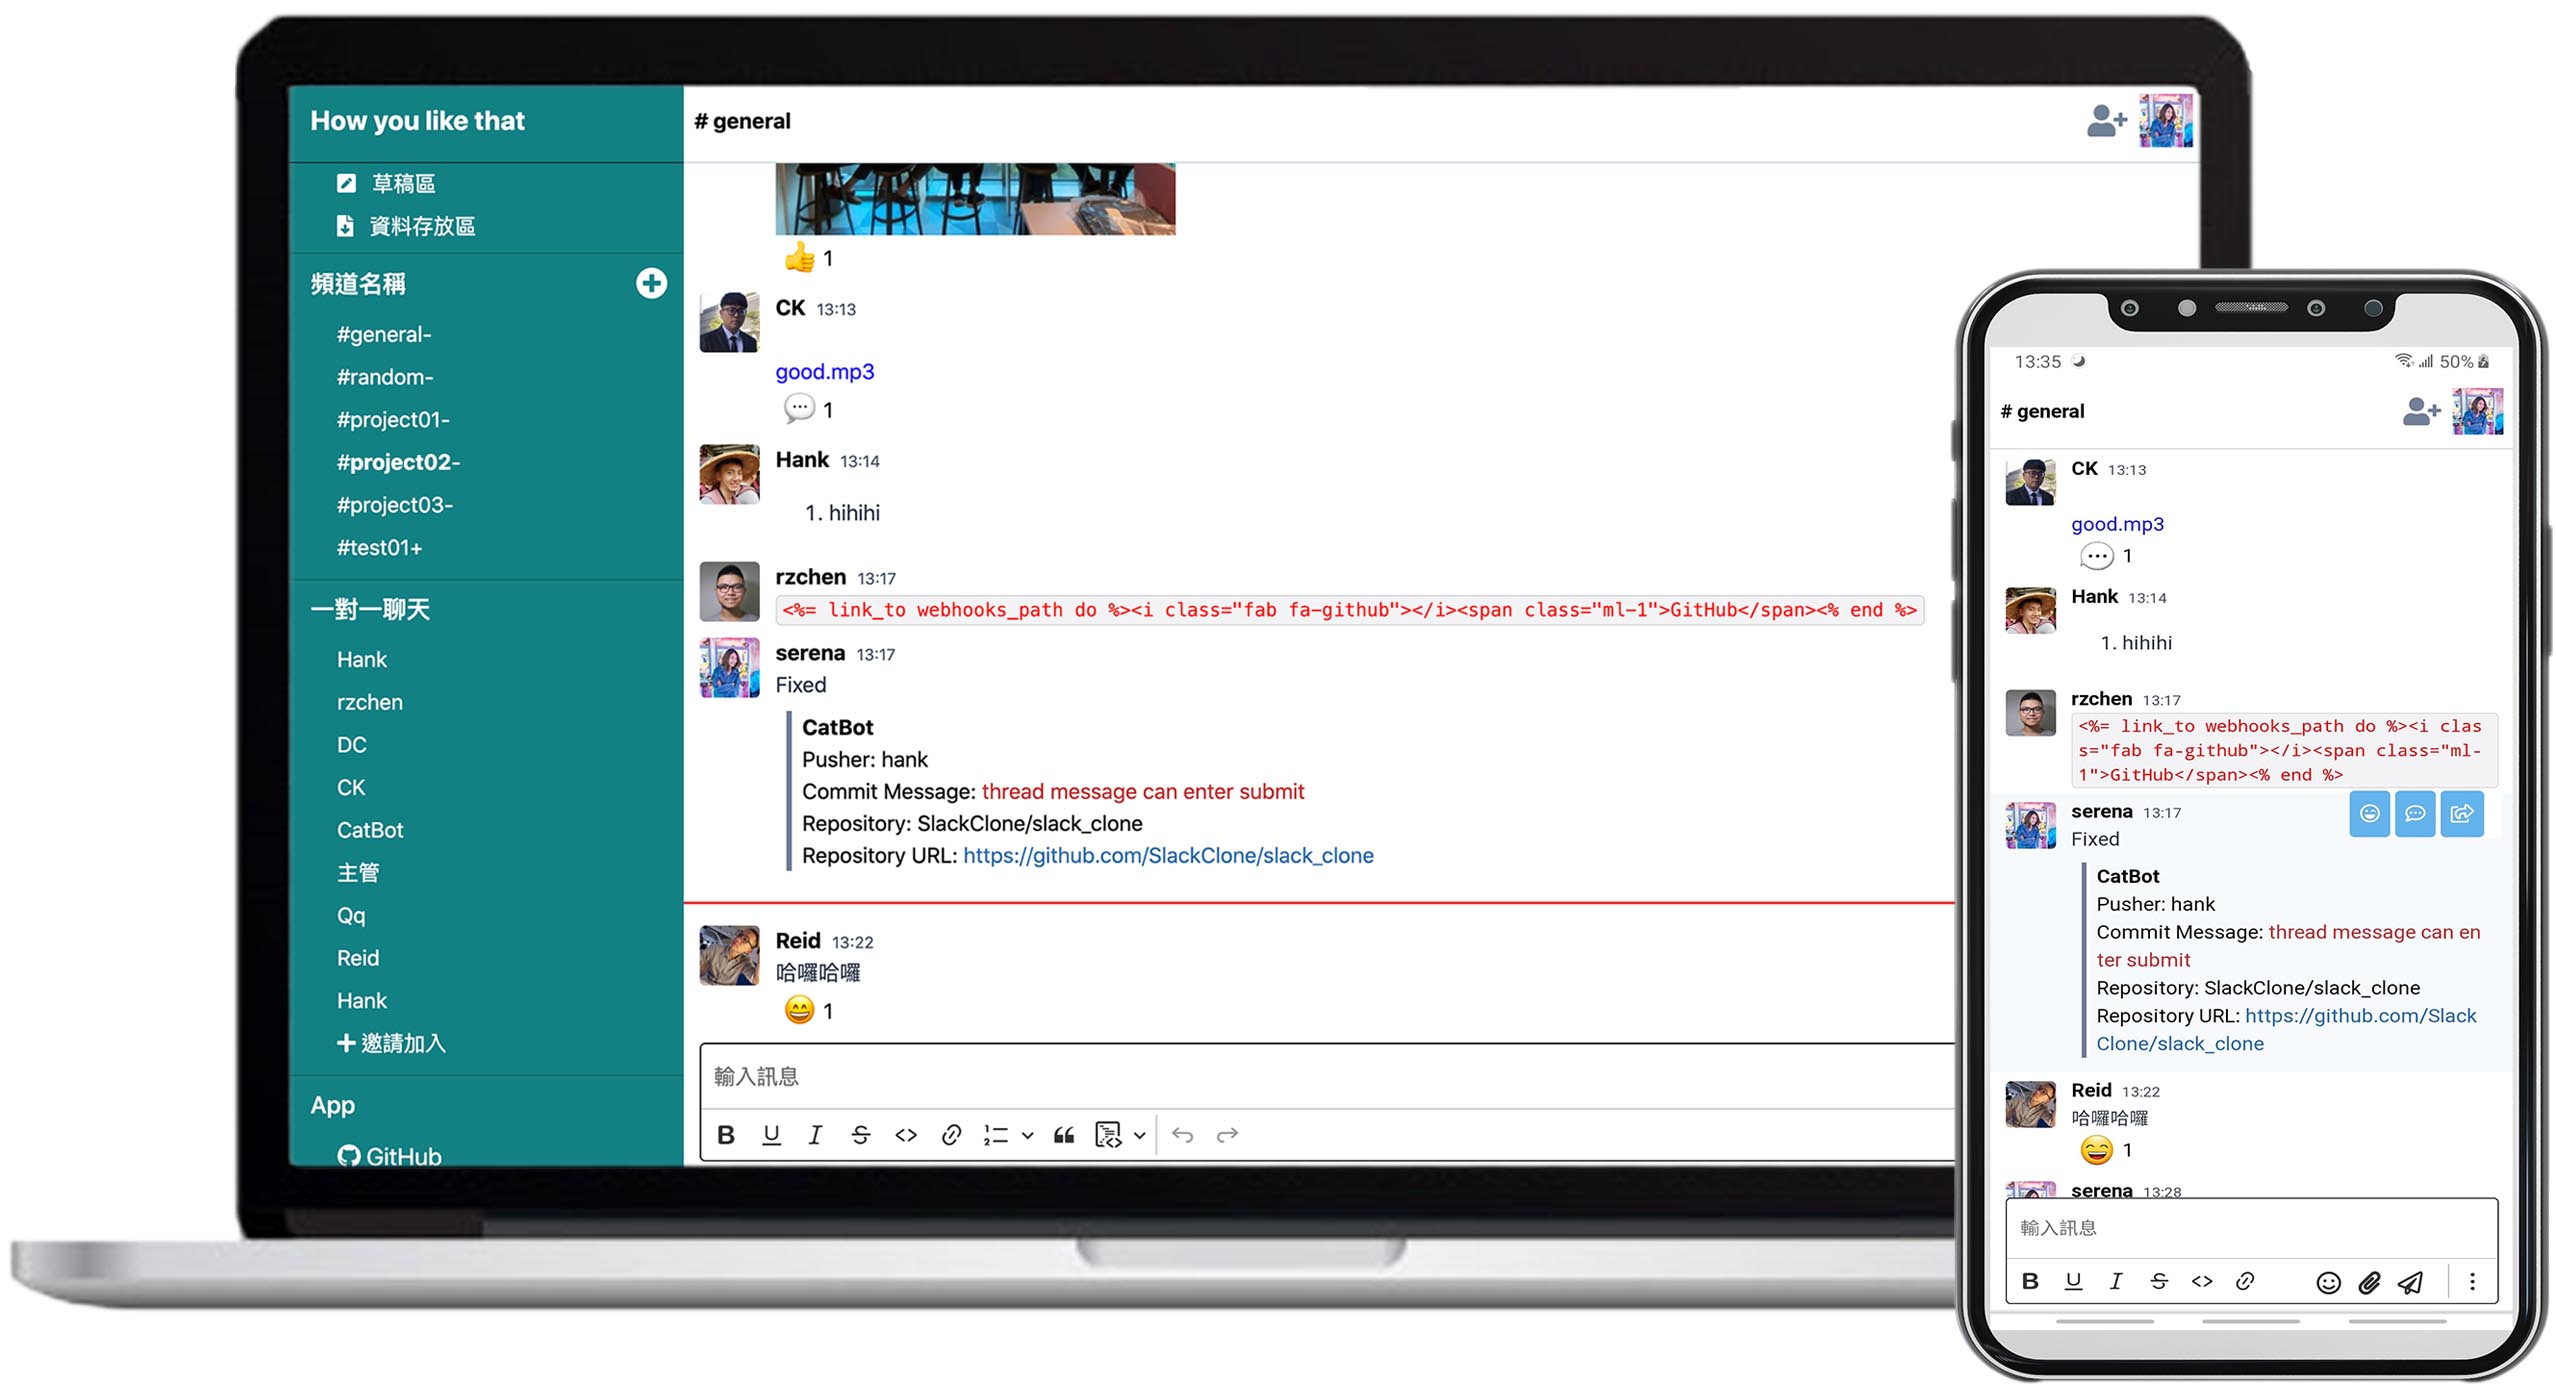 How you like that
草稿區
資料存放區
頻道名稱
#general-
#random-
#project01-
#project02-
#project03-
#test01+
一對一聊天
Hank
rzchen
DC
CK
CatBot
主管
Qq
Reid
Hank
邀請加入
App
GitHub
# general
1
CK 13:13
good.mp3
1
Hank 13:14
1. hihihi
rzchen 13:17
<%= link_to webhooks_path do %><i class="fab fa-github"></i><span class="ml-1">GitHub</span><% end %>
serena 13:17
Fixed
CatBot
Pusher: hank
Commit Message: thread message can enter submit
Repository: SlackClone/slack_clone
Repository URL: https://github.com/SlackClone/slack_clone
Reid 13:22
哈囉哈囉
1
輸入訊息
13:35 50%
# general
CK 13:13
good.mp3
1
Hank 13:14
1. hihihi
rzchen 13:17
<%= link_to webhooks_path do %><i clas
s="fab fa-github"></i><span class="ml-
1">GitHub</span><% end %>
serena 13:17
Fixed
CatBot
Pusher: hank
Commit Message: thread message can en
ter submit
Repository: SlackClone/slack_clone
Repository URL: https://github.com/Slack
Clone/slack_clone
Reid 13:22
哈囉哈囉
1
serena 13:28
輸入訊息